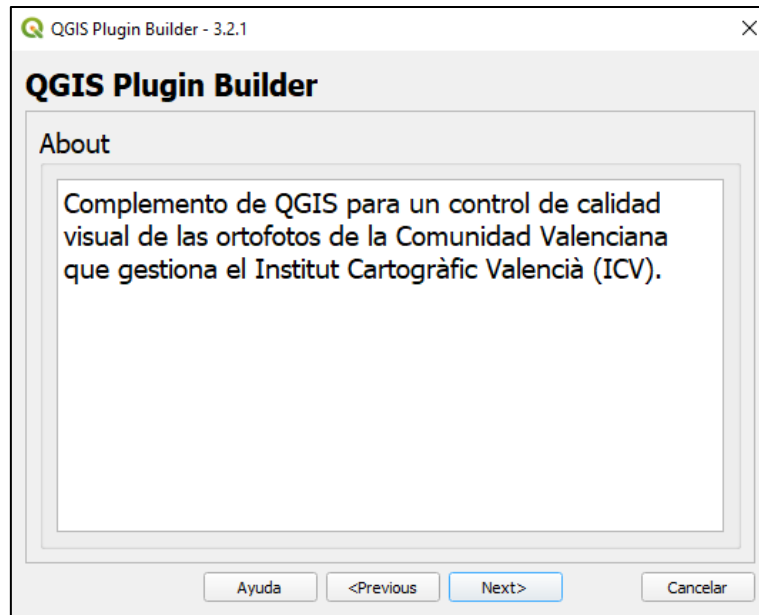 QGIS Plugin Builder - 3.2.1
QGIS Plugin Builder
About
Complemento de QGIS para un control de calidad
visual de las ortofotos de la Comunidad Valenciana
que gestiona el Institut Cartogràfic Valencià (ICV).
Ayuda <Previous Next> Cancelar